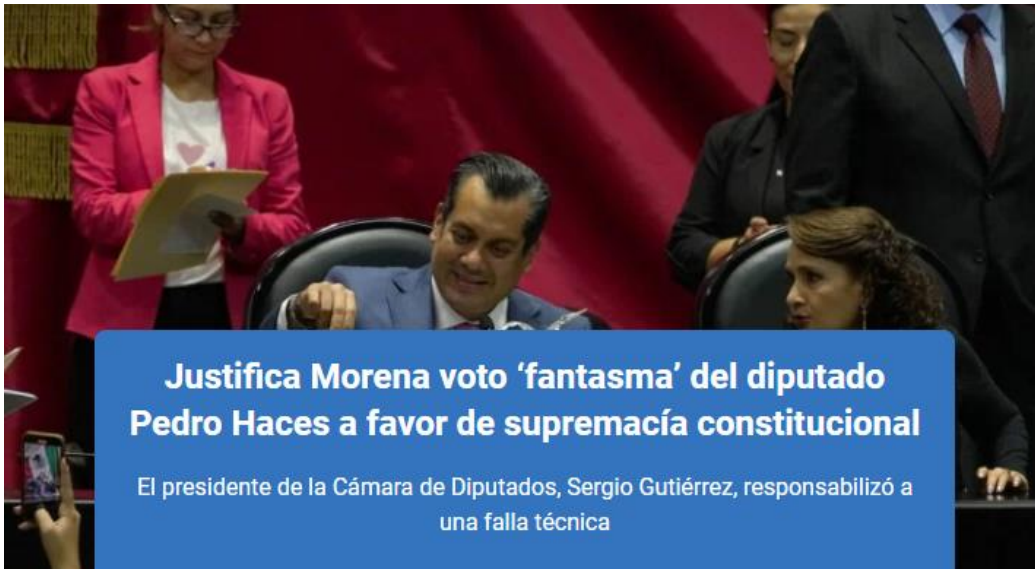 Justifica Morena voto ‘fantasma’ del diputado
Pedro Haces a favor de supremacía constitucional
El presidente de la Cámara de Diputados, Sergio Gutiérrez, responsabilizó a
una falla técnica